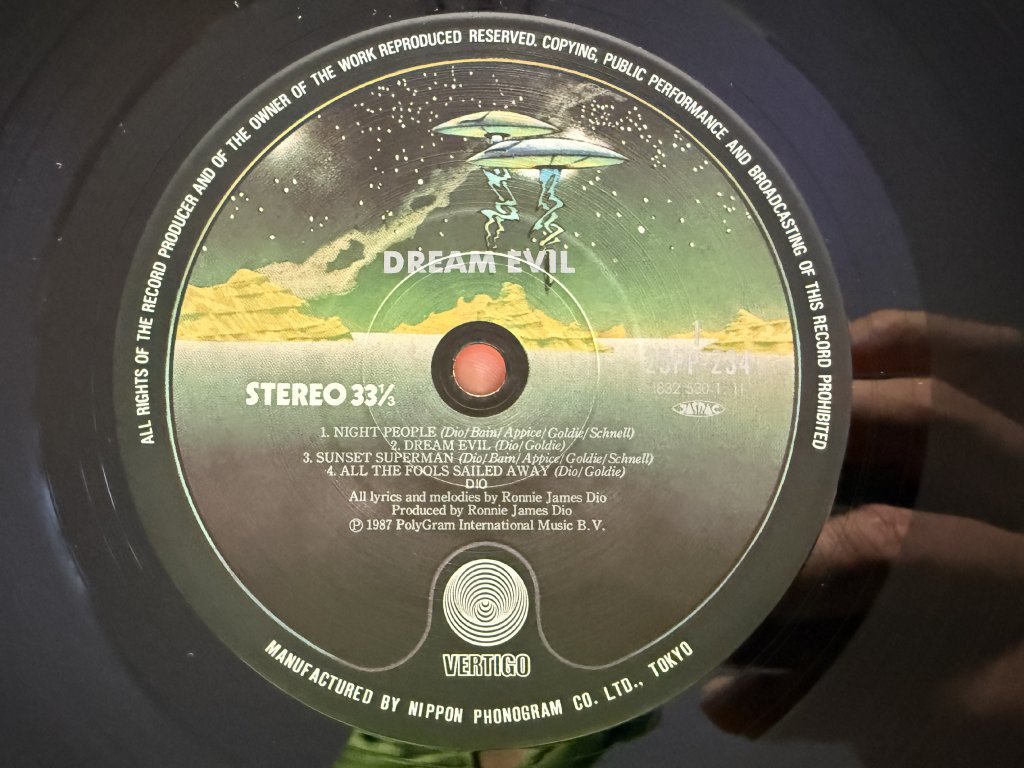 ALL RIGHTS OF THE RECORD PRODUCER AND OF THE OWNER OF THE WORK REPRODUCED RESERVED. COPYING, PUBLIC PERFORMANCE AND BROADCASTING OF THIS RECORD PROHIBITED
DREAM EVIL
1
STEREO 33⅓
JASRAC
1. NIGHT PEOPLE (Dio/Bain/Appice/Goldie/Schnell)
2. DREAM EVIL (Dio/Goldie)
3. SUNSET SUPERMAN (Dio/Bain/Appice/Goldie/Schnell)
4. ALL THE FOOLS SAILED AWAY (Dio/Goldie)
DIO
All lyrics and melodies by Ronnie James Dio
Produced by Ronnie James Dio
Ⓟ 1987 PolyGram International Music B. V.
VERTIGO
MANUFACTURED BY NIPPON PHONOGRAM CO. LTD., TOKYO